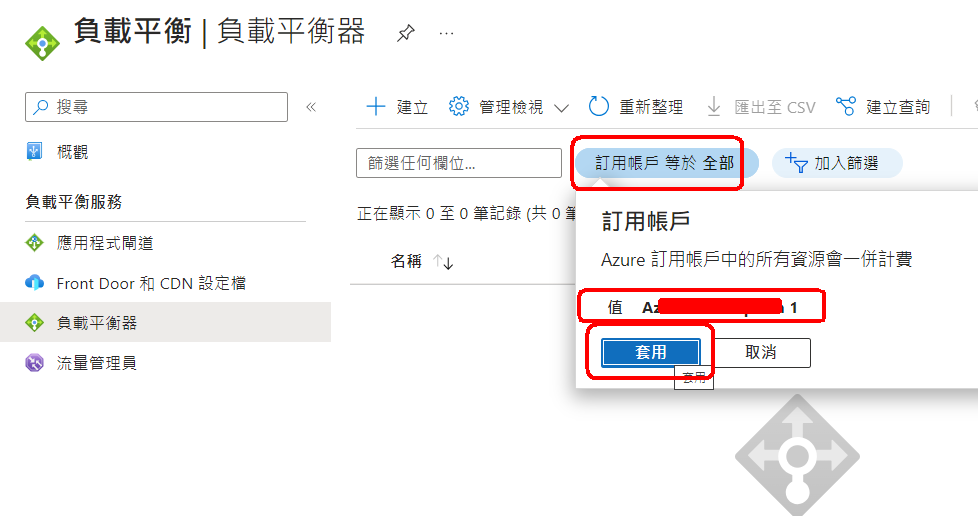 負載平衡 | 負載平衡器
搜尋
概觀
負載平衡服務
應用程式閘道
Front Door 和 CDN 設定檔
負載平衡器
流量管理員
建立 管理檢視 重新整理 匯出至 CSV 建立查詢
篩選任何欄位... 訂用帳戶 等於 全部 加入篩選
正在顯示 0 至 0 筆記錄 (共 0 筆
名稱
訂用帳戶
Azure 訂用帳戶中的所有資源會一併計費
值 1
套用 取消
套用